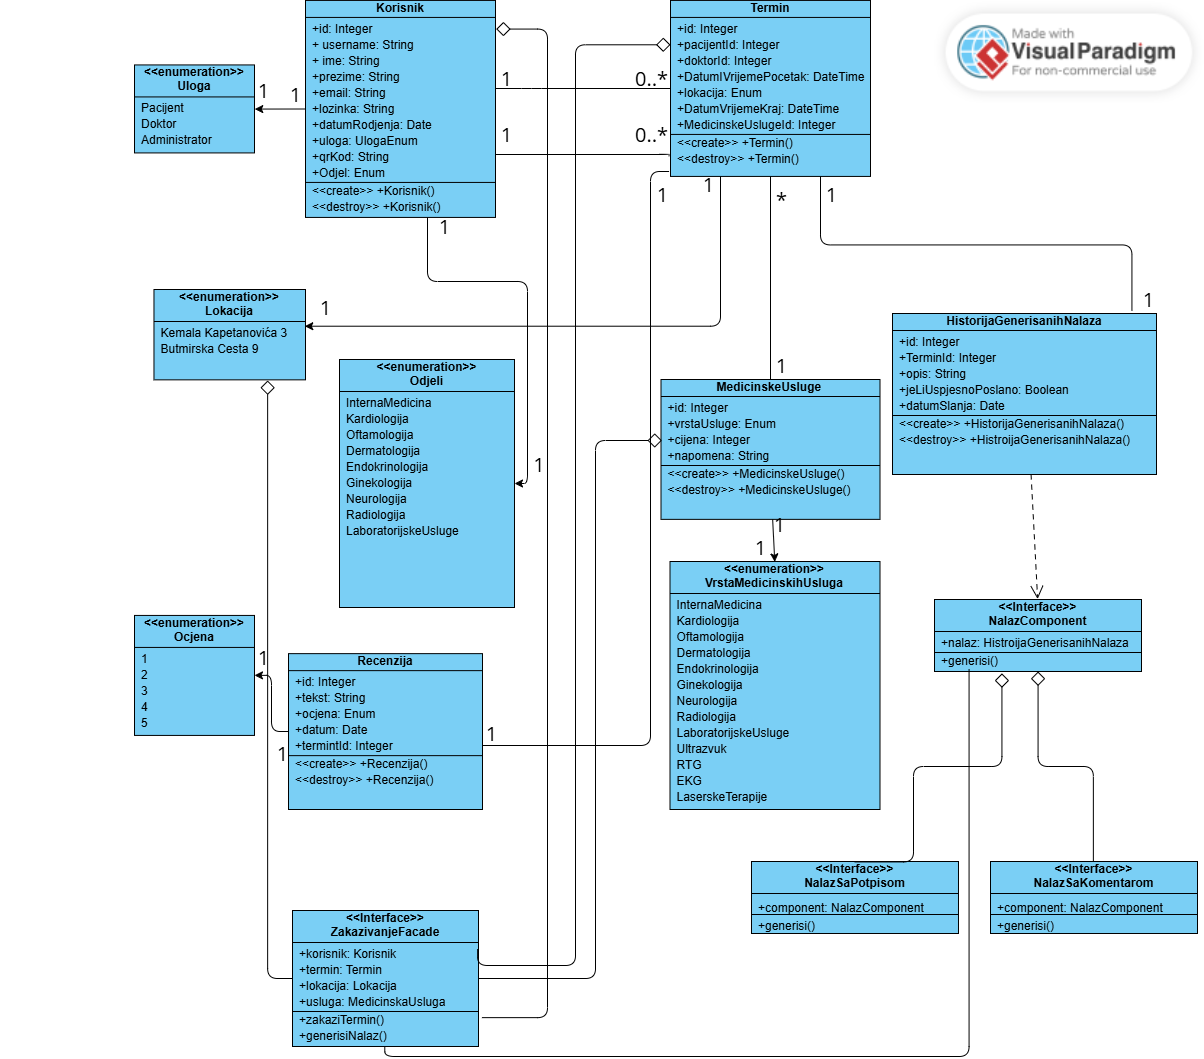 Korisnik
+id: Integer
+ username: String
+ ime: String
+prezime: String
+email: String
+lozinka: String
+datumRodjenja: Date
+uloga: UlogaEnum
+qrKod: String
+Odjel: Enum
<<create>> +Korisnik()
<<destroy>> +Korisnik()
Termin
+id: Integer
+pacijentId: Integer
+doktorId: Integer
+DatumIVrijemePocetak: DateTime
+lokacija: Enum
+DatumVrijemeKraj: DateTime
+MedicinskeUslugeId: Integer
<<create>> +Termin()
<<destroy>> +Termin()
Made with
VisualParadigm
For non-commercial use
<<enumeration>>
Uloga
Pacijent
Doktor
Administrator
1
1
1
0..*
1
0..*
1
1
1
*
1
1
1
<<enumeration>>
Lokacija
Kemala Kapetanovića 3
Butmirska Cesta 9
<<enumeration>>
Odjeli
InternaMedicina
Kardiologija
Oftamologija
Dermatologija
Endokrinologija
Ginekologija
Neurologija
Radiologija
LaboratorijskeUsluge
1
1
MedicinskeUsluge
+id: Integer
+vrstaUsluge: Enum
+cijena: Integer
+napomena: String
<<create>> +MedicinskeUsluge()
<<destroy>> +MedicinskeUsluge()
HistorijaGenerisanihNalaza
+id: Integer
+TerminId: Integer
+opis: String
+jeLiUspjesnoPoslano: Boolean
+datumSlanja: Date
<<create>> +HistorijaGenerisanihNalaza()
<<destroy>> +HistroijaGenerisanihNalaza()
1
1
<<enumeration>>
VrstaMedicinskihUsluga
InternaMedicina
Kardiologija
Oftamologija
Dermatologija
Endokrinologija
Ginekologija
Neurologija
Radiologija
LaboratorijskeUsluge
Ultrazvuk
RTG
EKG
LaserskeTerapije
<<Interface>>
NalazComponent
+nalaz: HistroijaGenerisanihNalaza
+generisi()
<<enumeration>>
Ocjena
1
2
3
4
5
1
1
1
Recenzija
+id: Integer
+tekst: String
+ocjena: Enum
+datum: Date
+termintId: Integer
<<create>> +Recenzija()
<<destroy>> +Recenzija()
<<Interface>>
NalazSaPotpisom
+component: NalazComponent
+generisi()
<<Interface>>
NalazSaKomentarom
+component: NalazComponent
+generisi()
<<Interface>>
ZakazivanjeFacade
+korisnik: Korisnik
+termin: Termin
+lokacija: Lokacija
+usluga: MedicinskaUsluga
+zakaziTermin()
+generisiNalaz()